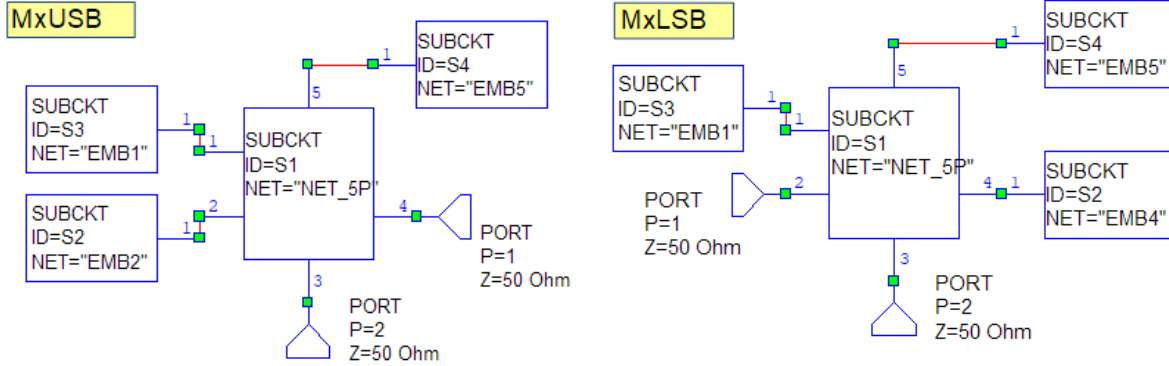 MxUSB
SUBCKT
ID=S4
NET="EMB5"
1
5
SUBCKT
ID=S3
NET="EMB1"
1
1
SUBCKT
ID=S1
NET="NET_5P"
SUBCKT
ID=S2
NET="EMB2"
1
2
4
PORT
P=1
Z=50 Ohm
3
PORT
P=2
Z=50 Ohm
MxLSB
SUBCKT
ID=S4
NET="EMB5"
1
5
SUBCKT
ID=S3
NET="EMB1"
1
1
SUBCKT
ID=S1
NET="NET_5P"
PORT
P=1
Z=50 Ohm
2
4
1
SUBCKT
ID=S2
NET="EMB4"
3
PORT
P=2
Z=50 Ohm